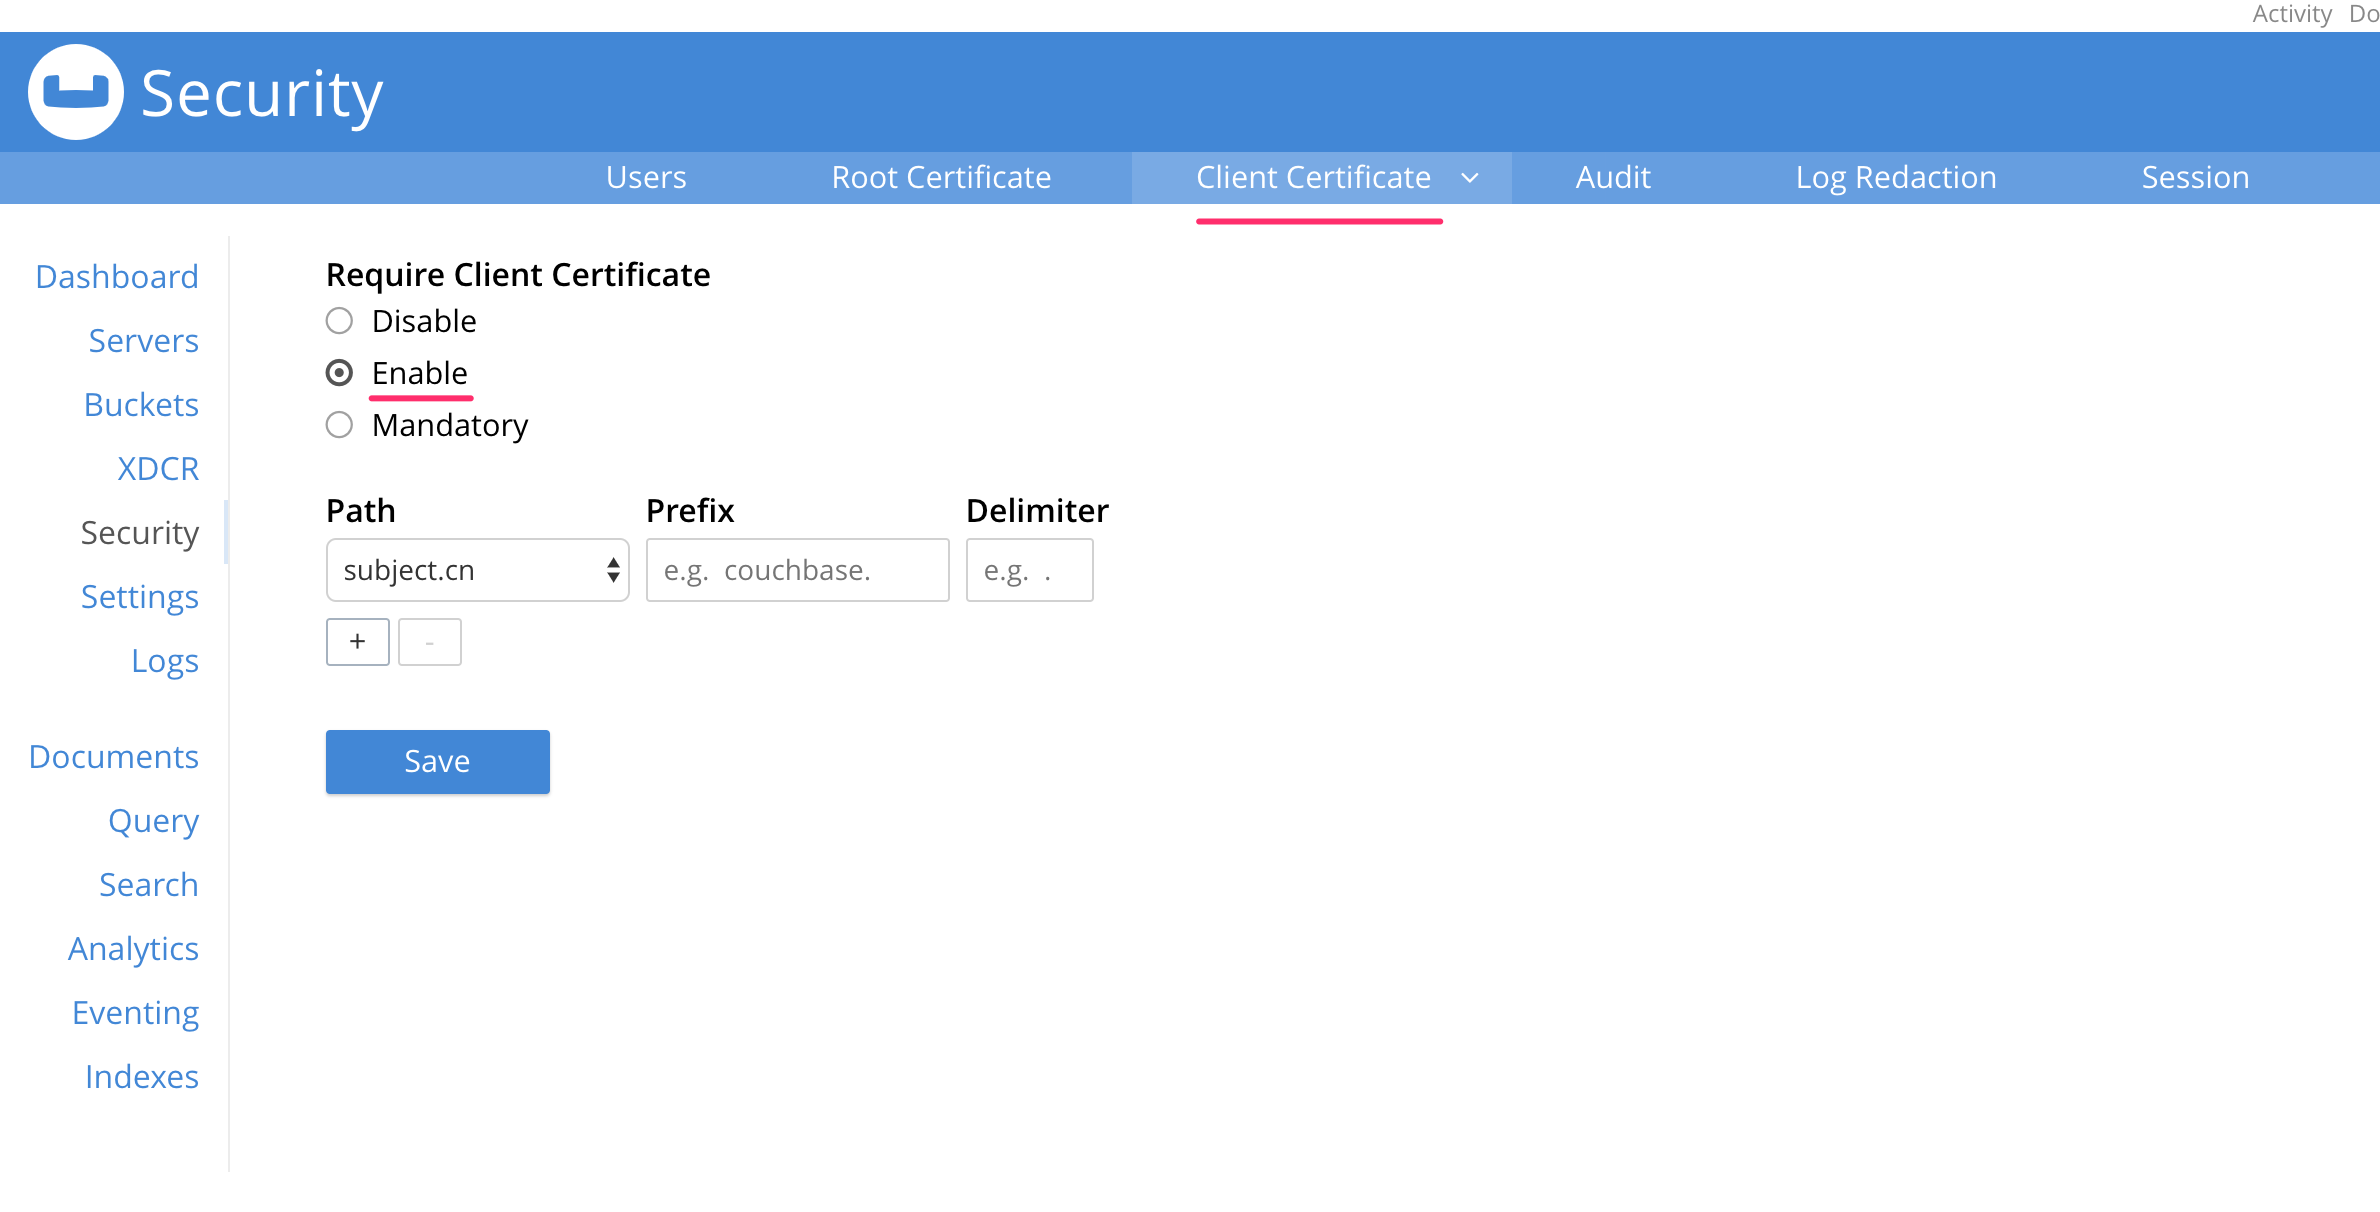 Activity
Security
Users Root Certificate Client Certificate Audit Log Redaction Session
Dashboard
Servers
Buckets
XDCR
Security
Settings
Logs
Documents
Query
Search
Analytics
Eventing
Indexes
Require Client Certificate
Disable
Enable
Mandatory
Path Prefix Delimiter
subject.cn e.g. couchbase. e.g. .
+ -
Save